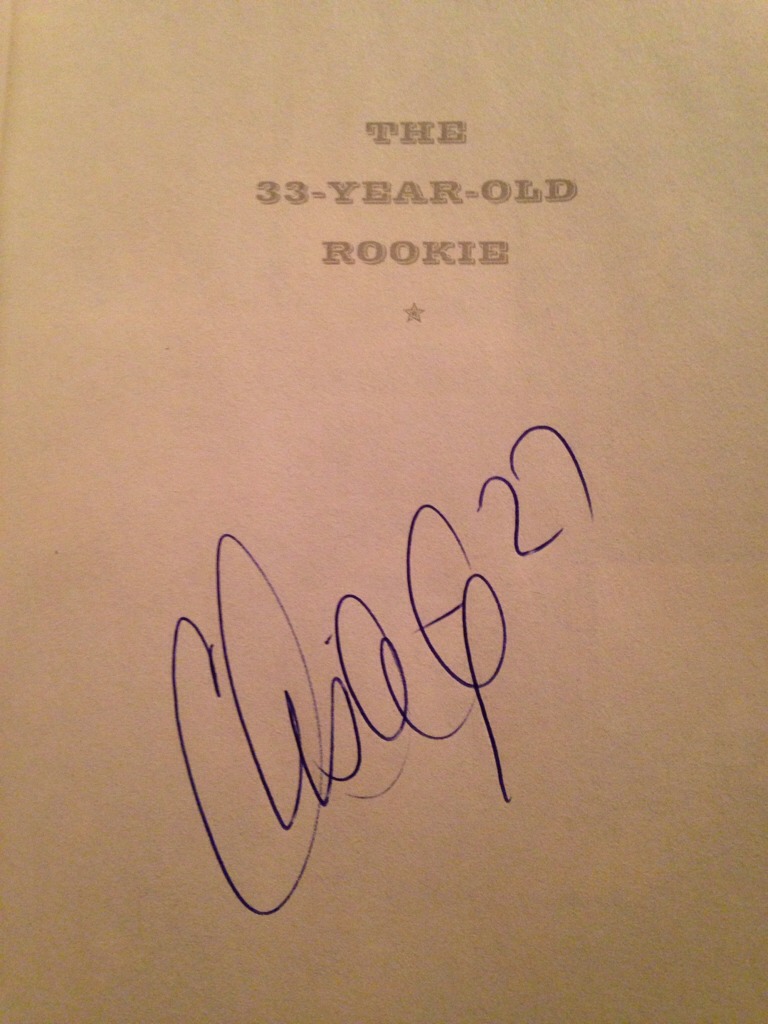 THE
33-YEAR-OLD
ROOKIE
27